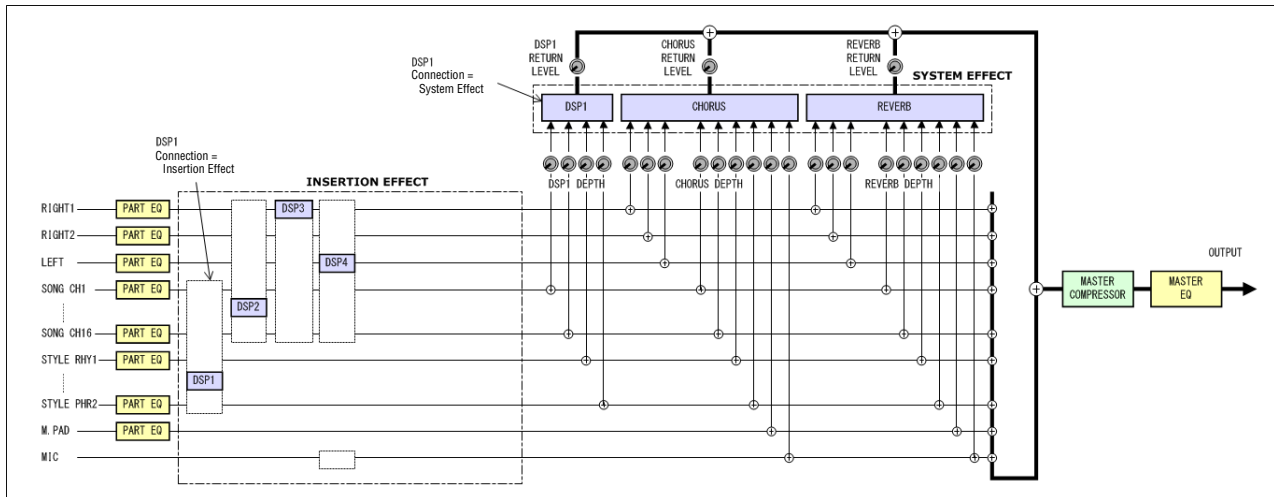 DSP1
RETURN
LEVEL
CHORUS
RETURN
LEVEL
REVERB
RETURN
LEVEL
SYSTEM EFFECT
DSP1
Connection =
System Effect
DSP1
CHORUS
REVERB
DSP1
Connection =
Insertion Effect
INSERTION EFFECT
DSP1 DEPTH
CHORUS DEPTH
REVERB DEPTH
RIGHT1
PART EQ
DSP3
RIGHT2
PART EQ
LEFT
PART EQ
DSP4
SONG CH1
PART EQ
DSP2
SONG CH16
PART EQ
STYLE RHY1
PART EQ
DSP1
STYLE PHR2
PART EQ
M.PAD
PART EQ
MIC
OUTPUT
MASTER
COMPRESSOR
MASTER
EQ